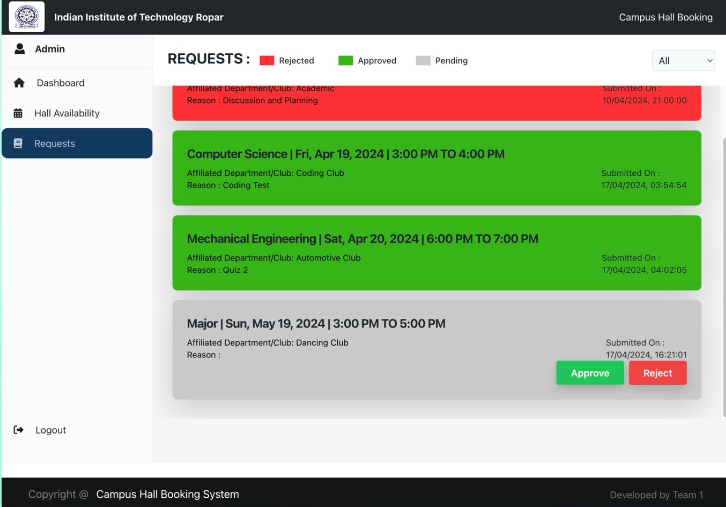 Indian Institute of Technology Ropar
Campus Hall Booking
Admin
Dashboard
Hall Availability
Requests
Logout
REQUESTS :
Rejected
Approved
Pending
All
Affiliated Department/Club: Academic
Submitted On :
Reason : Discussion and Planning
10/04/2024, 21:00:00
Computer Science | Fri, Apr 19, 2024 | 3:00 PM TO 4:00 PM
Affiliated Department/Club: Coding Club
Submitted On :
Reason : Coding Test
17/04/2024, 03:54:54
Mechanical Engineering | Sat, Apr 20, 2024 | 6:00 PM TO 7:00 PM
Affiliated Department/Club: Automotive Club
Submitted On :
Reason : Quiz 2
17/04/2024, 04:02:05
Major | Sun, May 19, 2024 | 3:00 PM TO 5:00 PM
Affiliated Department/Club: Dancing Club
Submitted On :
Reason :
17/04/2024, 16:21:01
Approve
Reject
Copyright @ Campus Hall Booking System
Developed by Team 1